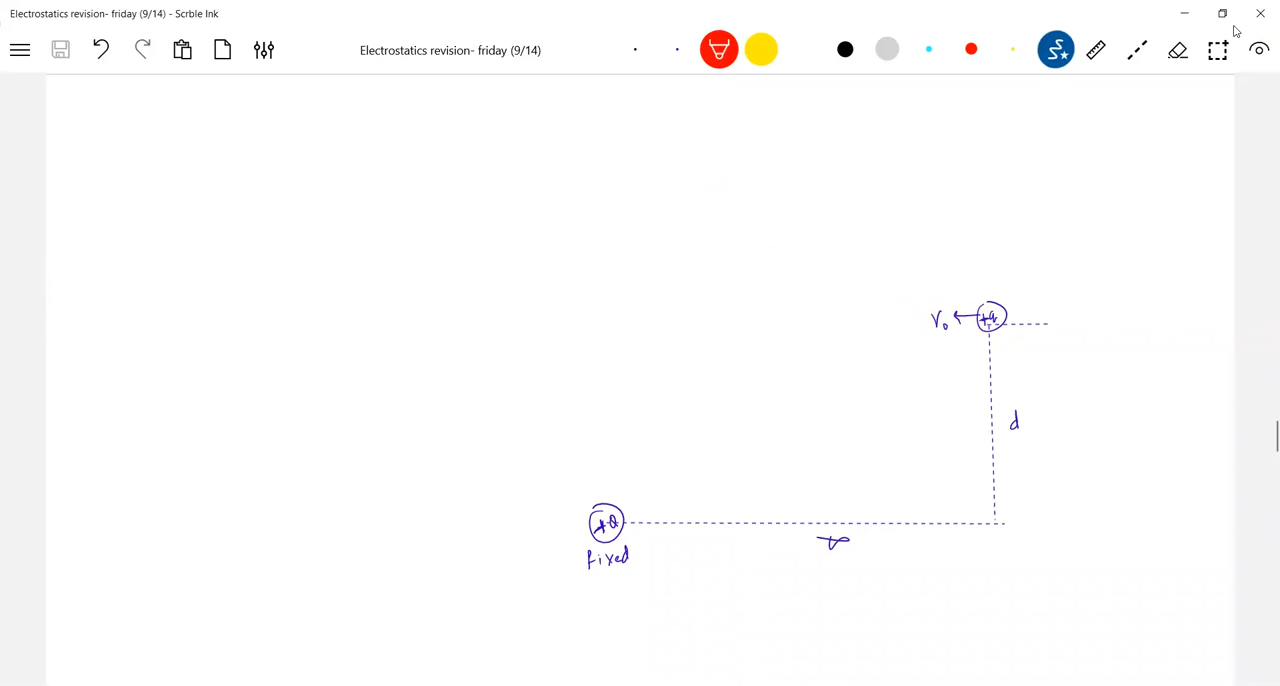 Electrostatics revision- friday (9/14) - Scrble Ink
Electrostatics revision- friday (9/14)
V₀
+q
d
+Q
fixed